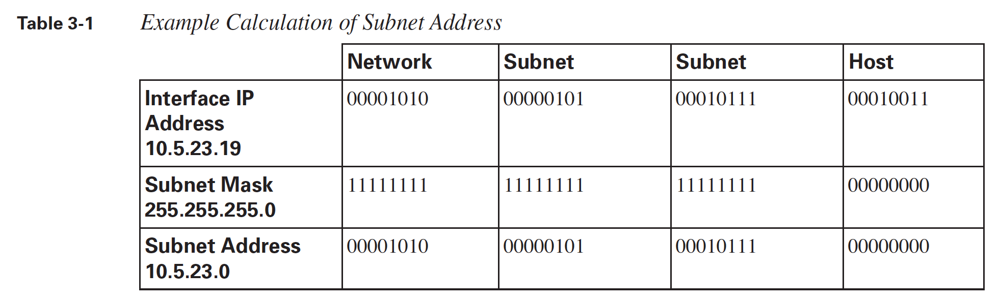 Table 3-1 Example Calculation of Subnet Address
Network Subnet Subnet Host
Interface IP 00001010 00000101 00010111 00010011
Address
10.5.23.19
Subnet Mask 11111111 11111111 11111111 00000000
255.255.255.0
Subnet Address 00001010 00000101 00010111 00000000
10.5.23.0